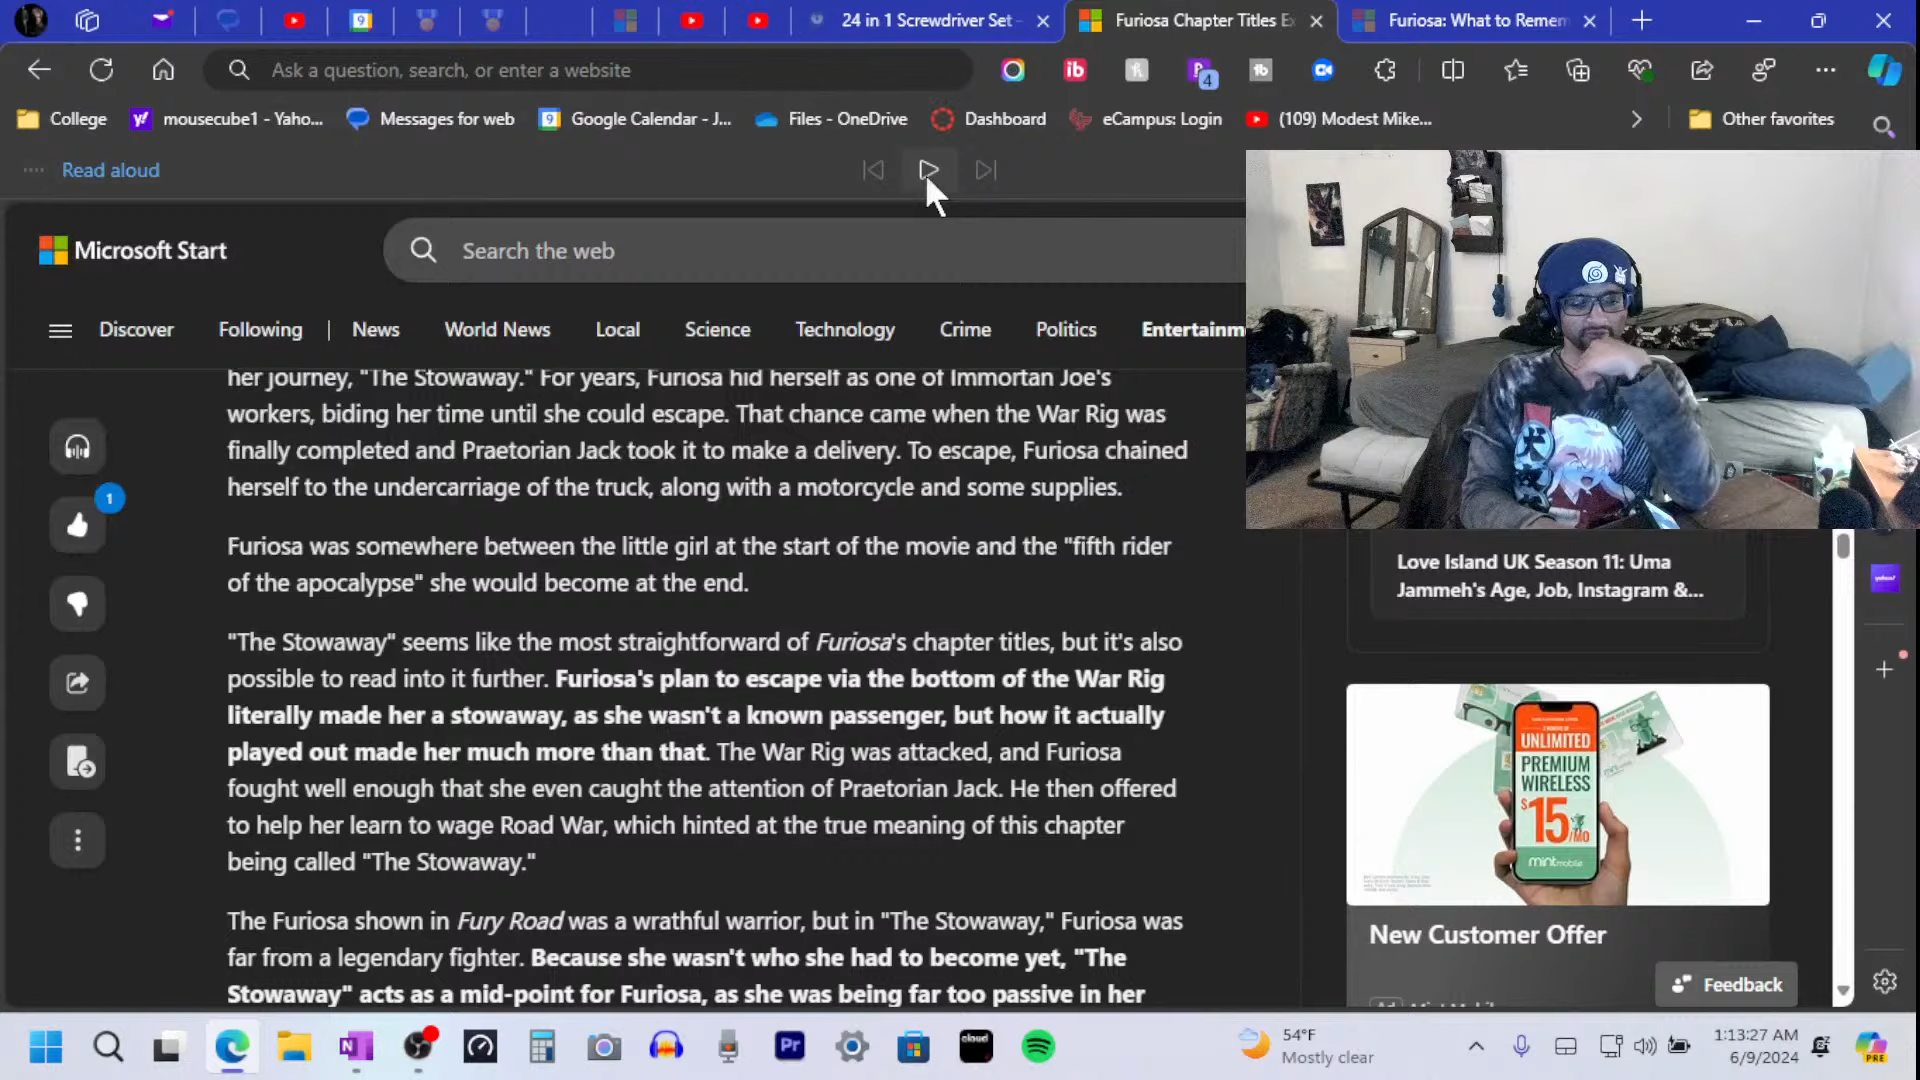 24 in 1 Screwdriver Set -
Furiosa Chapter Titles Ex
Furiosa: What to Remem
Ask a question, search, or enter a website
4
College
mousecube1 - Yaho...
Messages for web
Google Calendar - J...
Files - OneDrive
Dashboard
eCampus: Login
(109) Modest Mike...
Other favorites
Read aloud
Microsoft Start
Search the web
Discover
Following
News
World News
Local
Science
Technology
Crime
Politics
Entertainm
her journey, "The Stowaway." For years, Furiosa hid herself as one of Immortan Joe's
workers, biding her time until she could escape. That chance came when the War Rig was
finally completed and Praetorian Jack took it to make a delivery. To escape, Furiosa chained
herself to the undercarriage of the truck, along with a motorcycle and some supplies.
1
Furiosa was somewhere between the little girl at the start of the movie and the "fifth rider
of the apocalypse" she would become at the end.
"The Stowaway" seems like the most straightforward of Furiosa's chapter titles, but it's also
possible to read into it further. Furiosa's plan to escape via the bottom of the War Rig
literally made her a stowaway, as she wasn't a known passenger, but how it actually
played out made her much more than that. The War Rig was attacked, and Furiosa
fought well enough that she even caught the attention of Praetorian Jack. He then offered
to help her learn to wage Road War, which hinted at the true meaning of this chapter
being called "The Stowaway."
The Furiosa shown in Fury Road was a wrathful warrior, but in "The Stowaway," Furiosa was
far from a legendary fighter. Because she wasn't who she had to become yet, "The
Stowaway" acts as a mid-point for Furiosa, as she was being far too passive in her
Love Island UK Season 11: Uma
Jammeh's Age, Job, Instagram &...
UNLIMITED
PREMIUM
WIRELESS
$15/MO
mint mobile
New Customer Offer
Feedback
54°F
Mostly clear
1:13:27 AM
6/9/2024